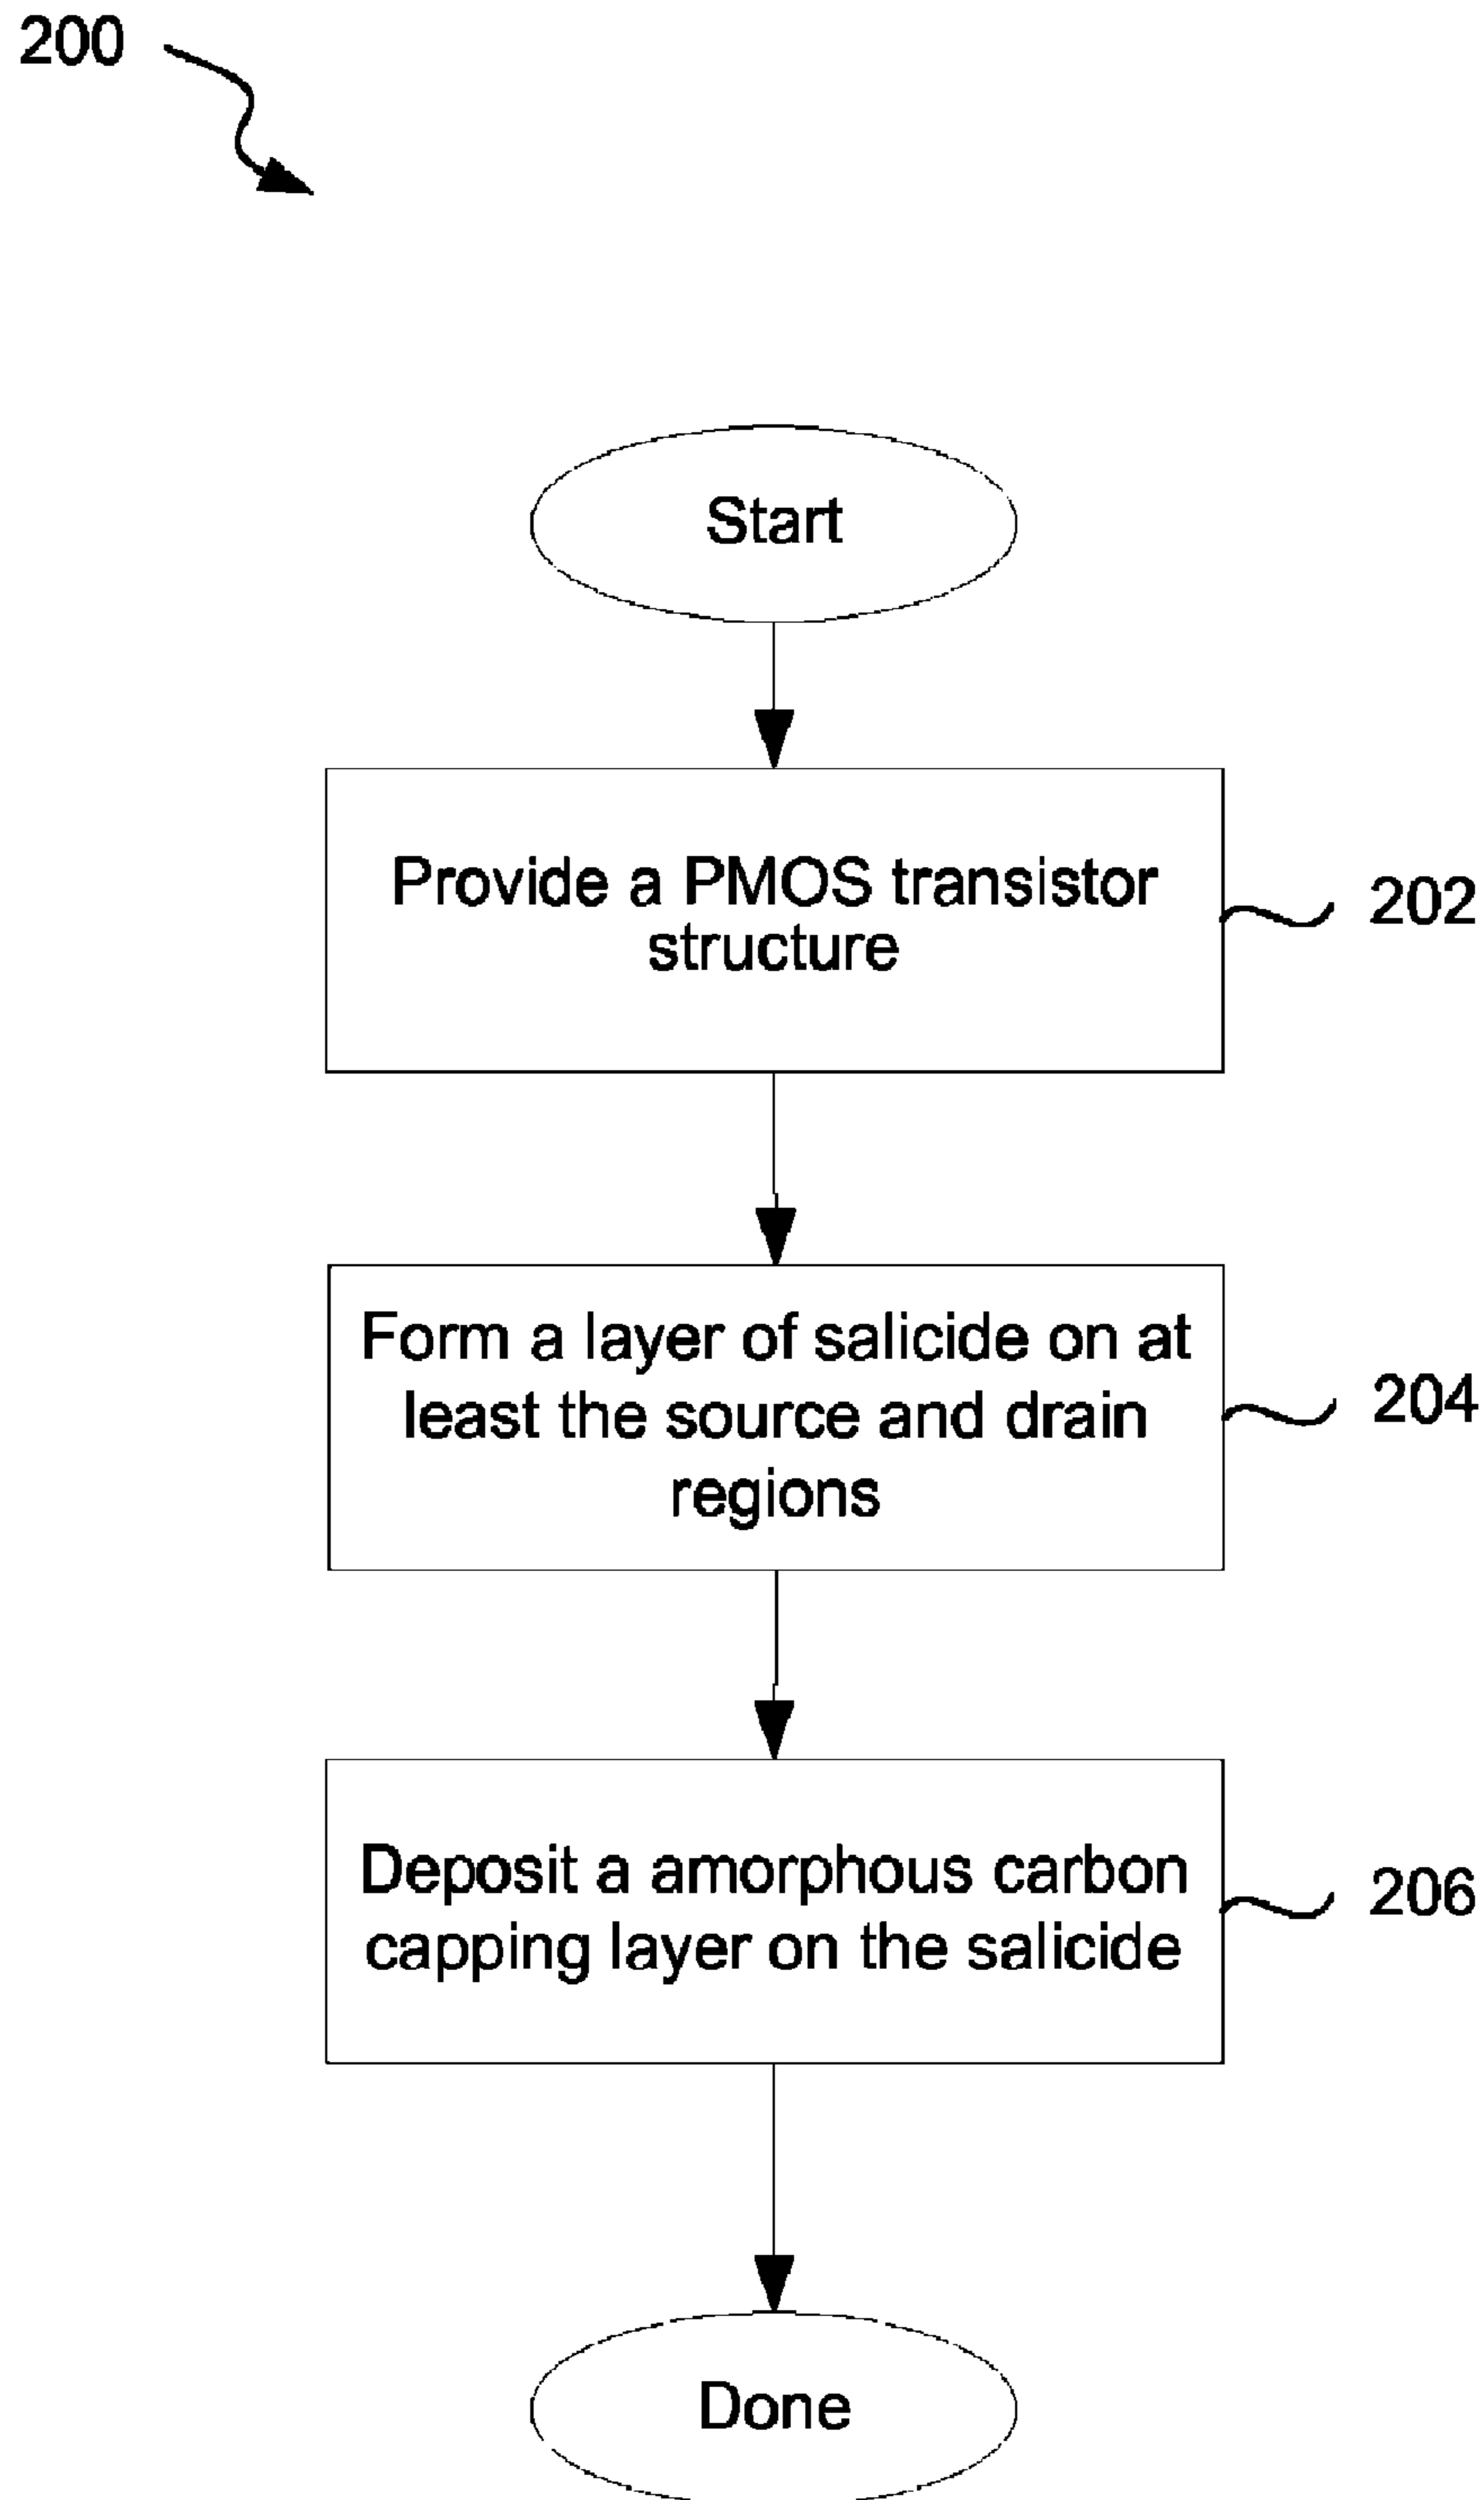 200
Start
Provide a PMOS transistor
structure
202
Form a layer of salicide on at
least the source and drain
regions
204
Deposit a amorphous carbon
capping layer on the salicide
206
Done